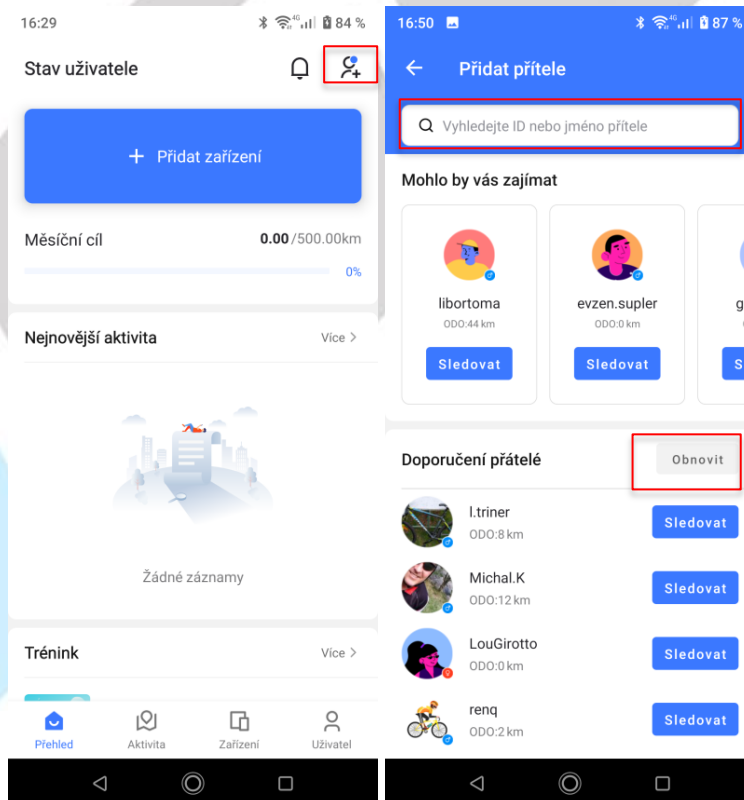 16:29
4G
84 %
Stav uživatele
+ Přidat zařízení
Měsíční cíl
0.00/500.00km
0%
Nejnovější aktivita
Více >
Žádné záznamy
Trénink
Více >
Přehled
Aktivita
Zařízení
Uživatel
16:50
4G
87 %
Přidat přítele
Vyhledejte ID nebo jméno přítele
Mohlo by vás zajímat
libortoma
ODO:44 km
Sledovat
evzen.supler
ODO:0 km
Sledovat
g
S
Doporučení přátelé
Obnovit
l.triner
ODO:8 km
Sledovat
Michal.K
ODO:12 km
Sledovat
LouGirotto
ODO:0 km
Sledovat
renq
ODO:2 km
Sledovat